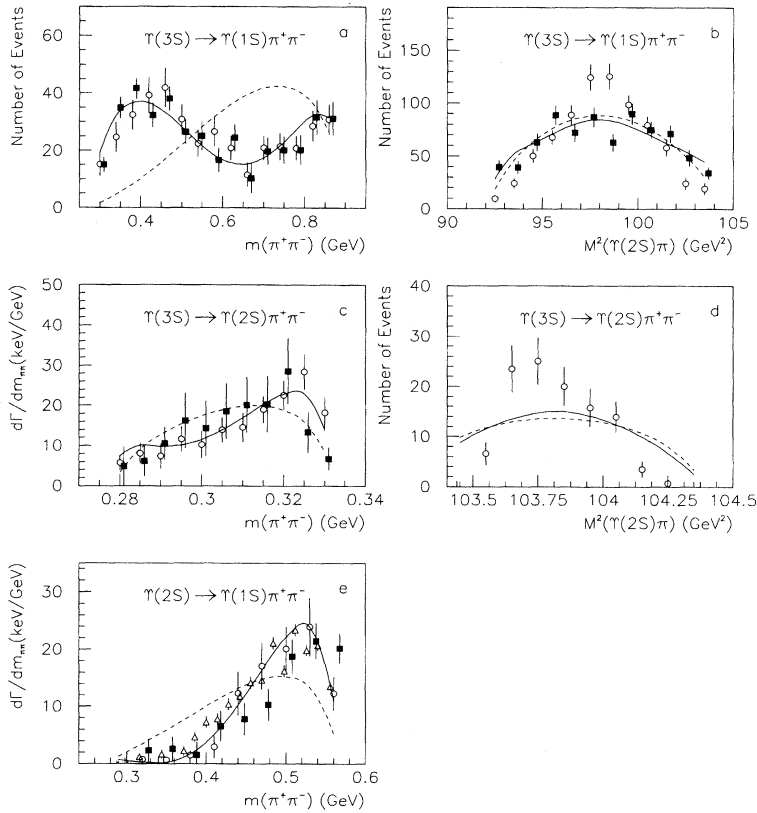 a
ϒ(3S) → ϒ(1S)π⁺π⁻
Number of Events
60
40
20
0
0.4
0.6
0.8
m(π⁺π⁻) (GeV)
b
ϒ(3S) → ϒ(1S)π⁺π⁻
Number of Events
150
100
50
0
90
95
100
105
M²(ϒ(2S)π) (GeV²)
c
ϒ(3S) → ϒ(2S)π⁺π⁻
dΓ/dmππ(keV/GeV)
50
40
30
20
10
0
0.28
0.3
0.32
0.34
m(π⁺π⁻) (GeV)
d
ϒ(3S) → ϒ(2S)π⁺π⁻
Number of Events
40
30
20
10
0
103.5
103.75
104
104.25
104.5
M²(ϒ(2S)π) (GeV²)
e
ϒ(2S) → ϒ(1S)π⁺π⁻
dΓ/dmππ(keV/GeV)
30
20
10
0
0.3
0.4
0.5
0.6
m(π⁺π⁻) (GeV)